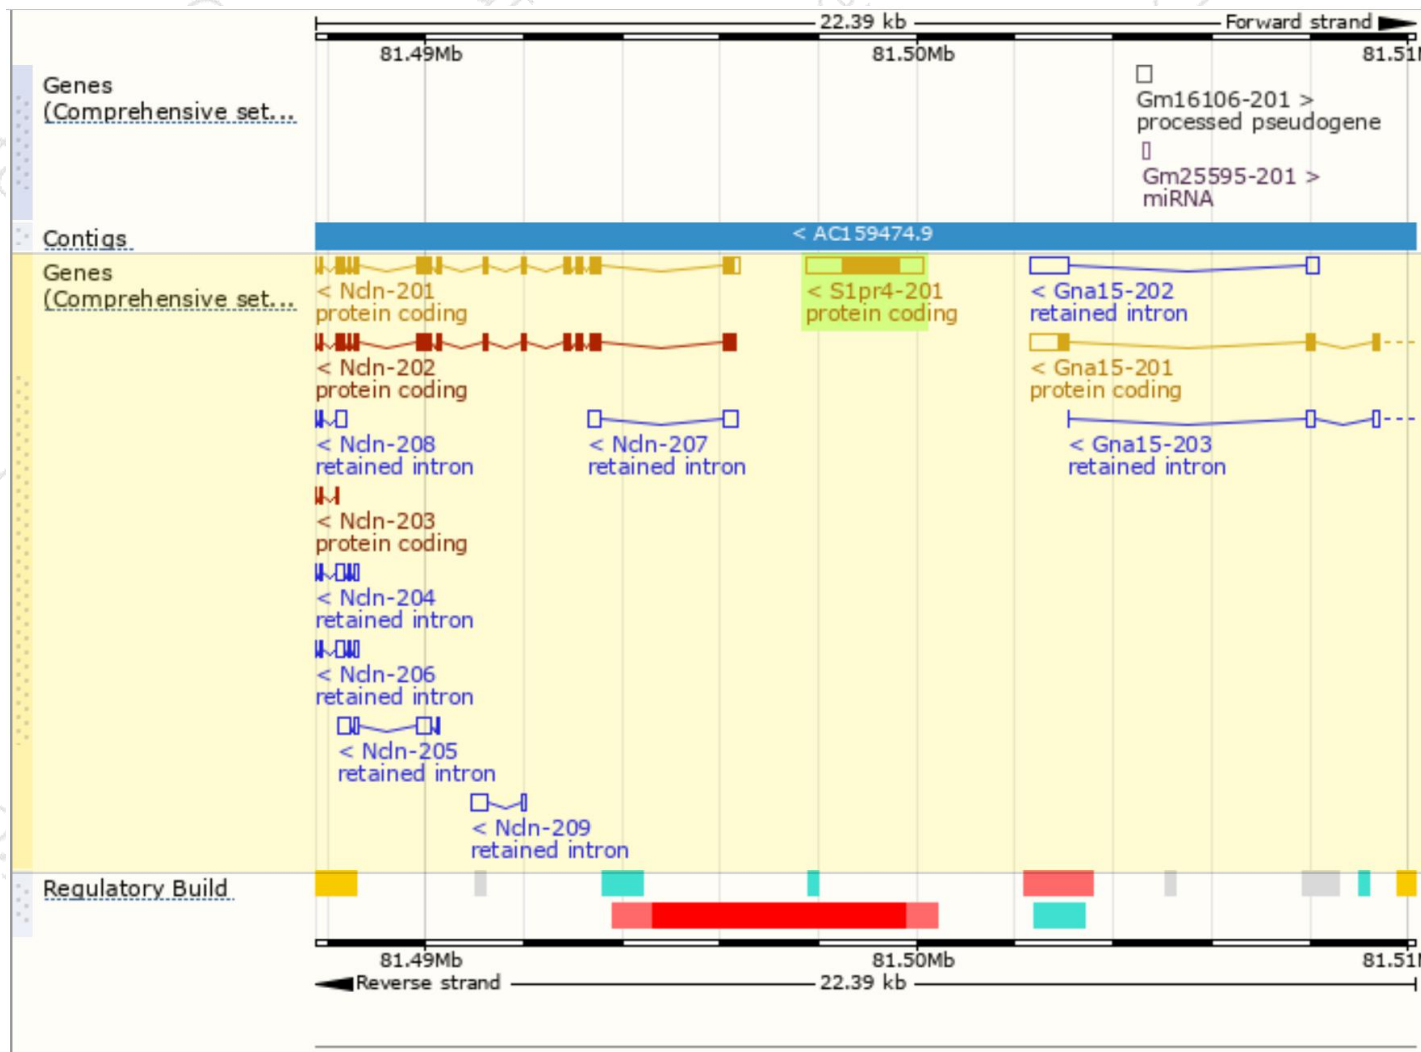 22.39 kb Forward strand
81.49Mb 81.50Mb 81.51M
Genes
(Comprehensive set...
Gm16106-201 >
processed pseudogene
Gm25595-201 >
miRNA
Contigs
< AC159474.9
Genes
(Comprehensive set...
< Ncln-201 < S1pr4-201 < Gna15-202
protein coding protein coding retained intron
< Ncln-202 < Gna15-201
protein coding protein coding
< Ncln-208 < Ncln-207 < Gna15-203
retained intron retained intron retained intron
< Ncln-203
protein coding
< Ncln-204
retained intron
< Ncln-206
retained intron
< Ncln-205
retained intron
< Ncln-209
retained intron
Regulatory Build
81.49Mb 81.50Mb 81.51M
Reverse strand 22.39 kb